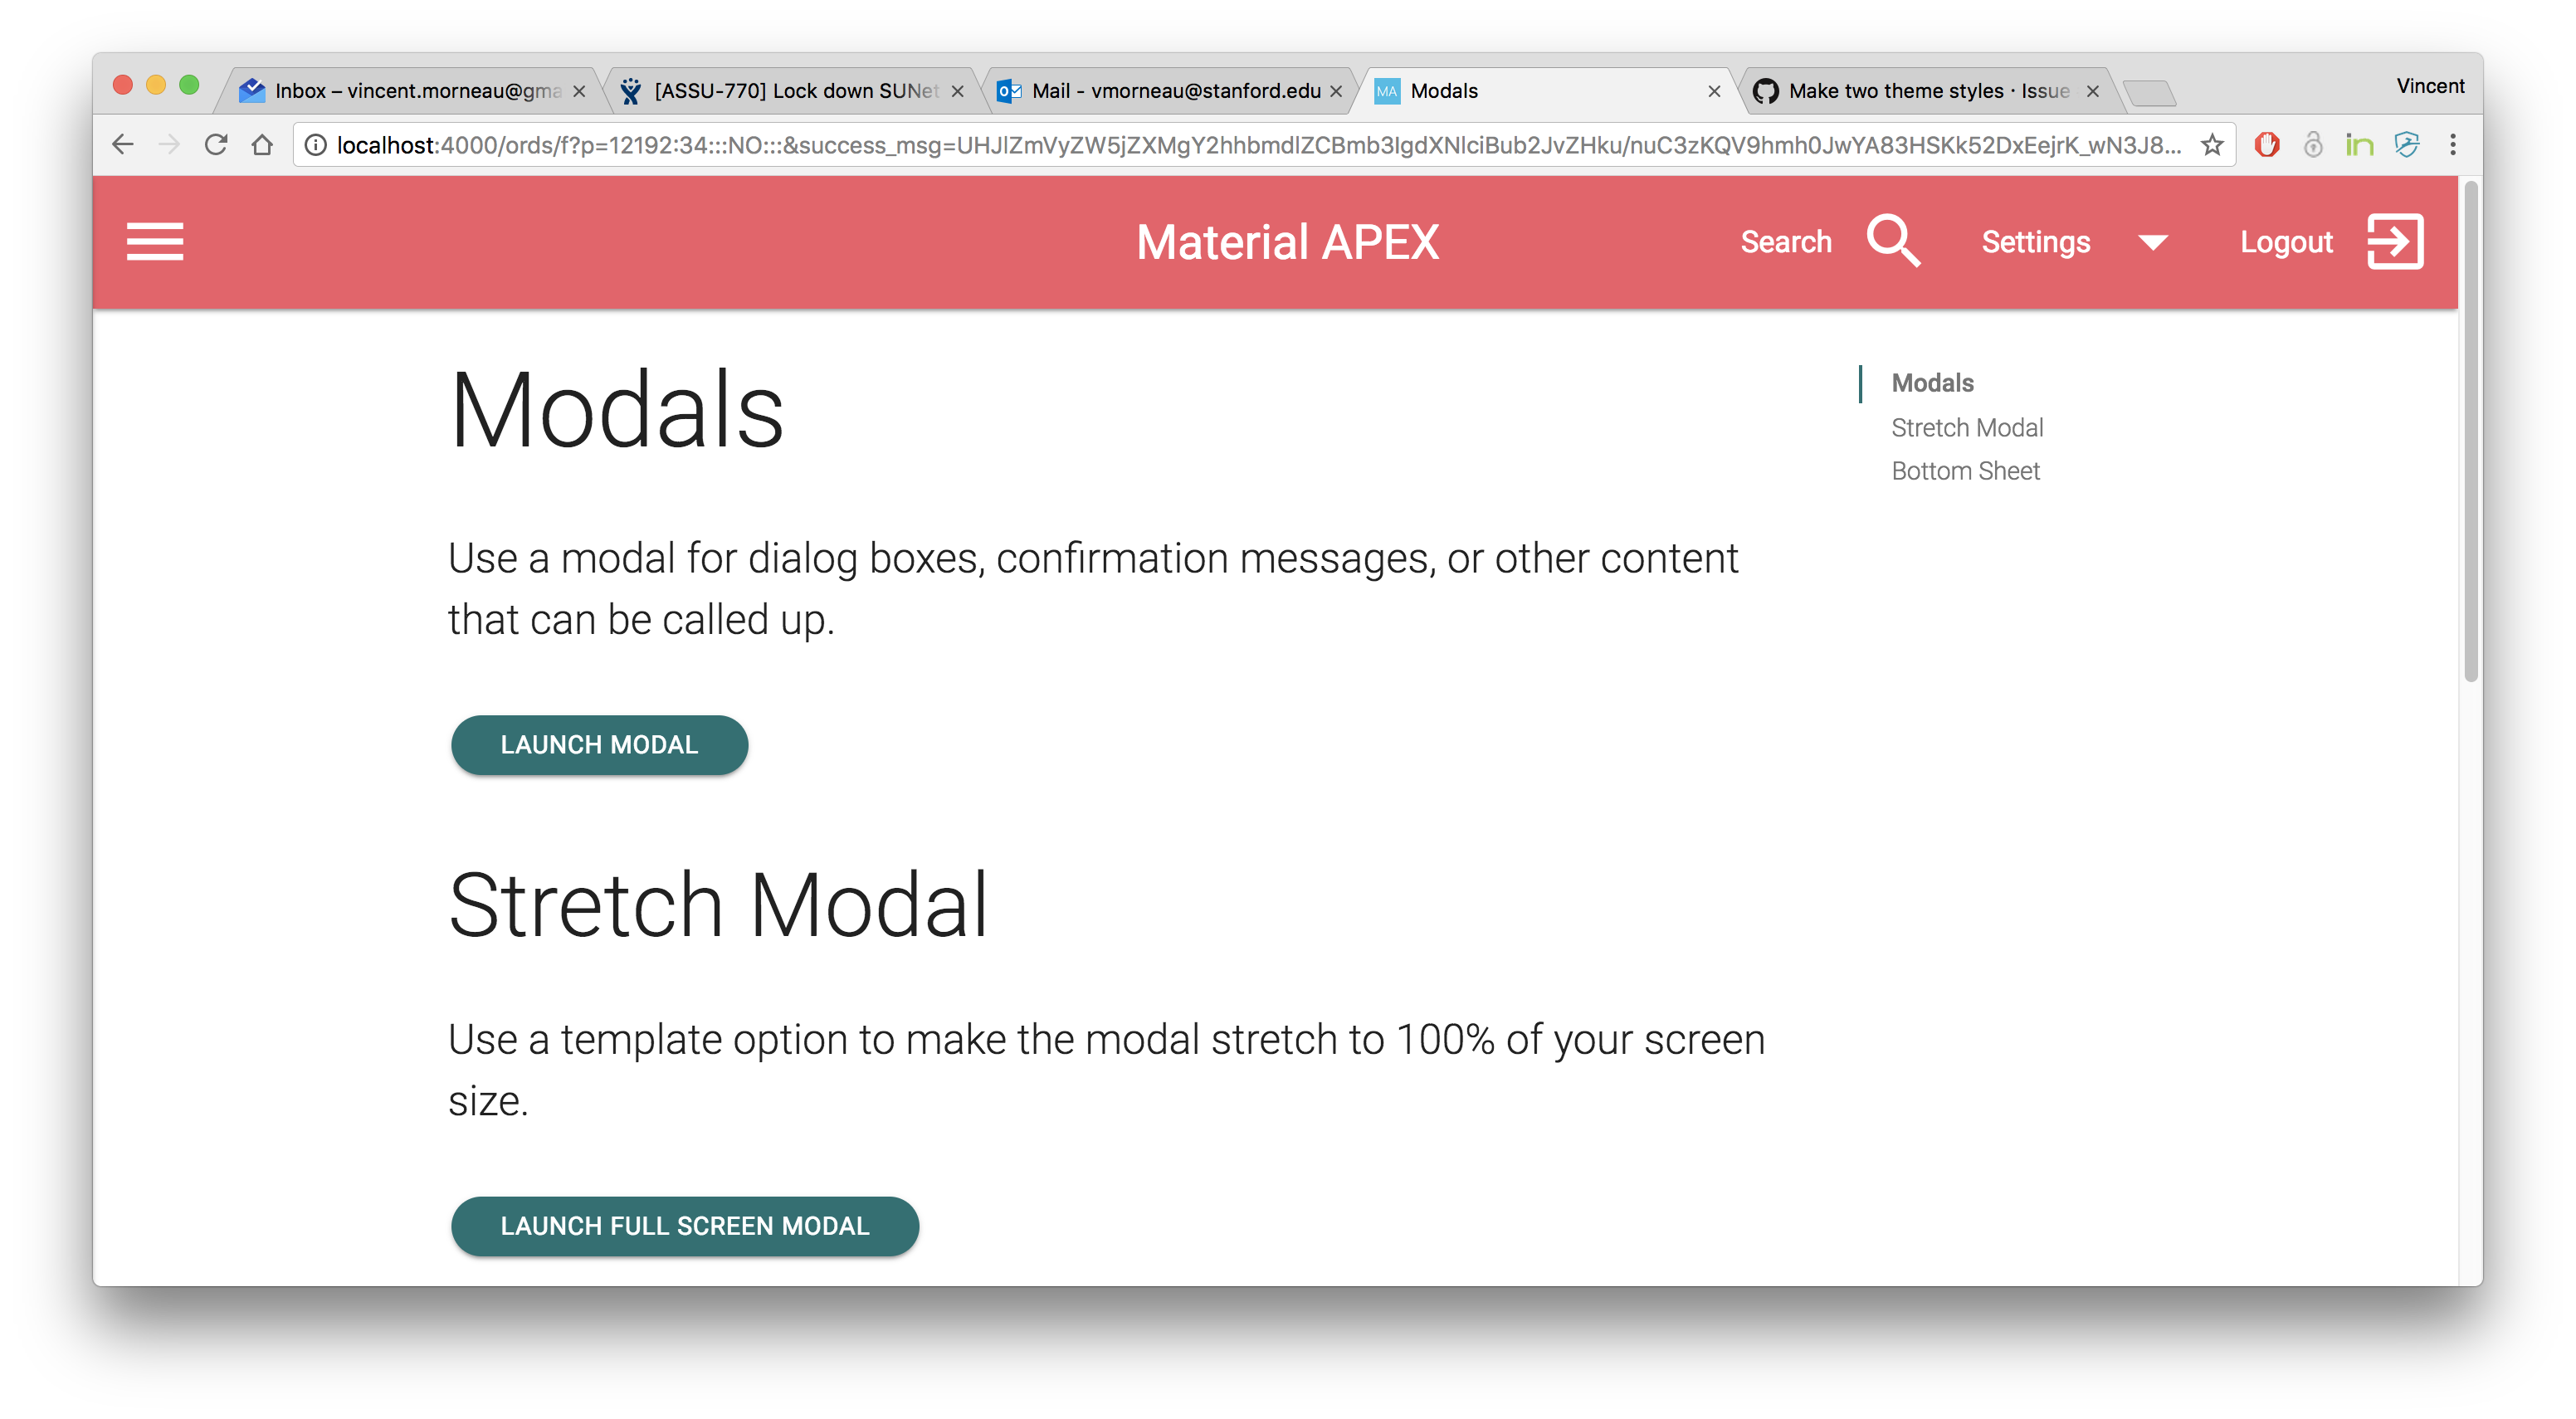 Inbox – vincent.morneau@gma
[ASSU-770] Lock down SUNet
Mail - vmorneau@stanford.edu
MA
Modals
Make two theme styles · Issue
Vincent
localhost:4000/ords/f?p=12192:34:::NO:::&success_msg=UHJlZmVyZW5jZXMgY2hhbmdlZCBmb3IgdXNlciBub2JvZHku/nuC3zKQV9hmh0JwYA83HSKk52DxEejrK_wN3J8...
in
Material APEX
Search
Settings
Logout
Modals
Modals
Stretch Modal
Bottom Sheet
Use a modal for dialog boxes, confirmation messages, or other content
that can be called up.
LAUNCH MODAL
Stretch Modal
Use a template option to make the modal stretch to 100% of your screen
size.
LAUNCH FULL SCREEN MODAL